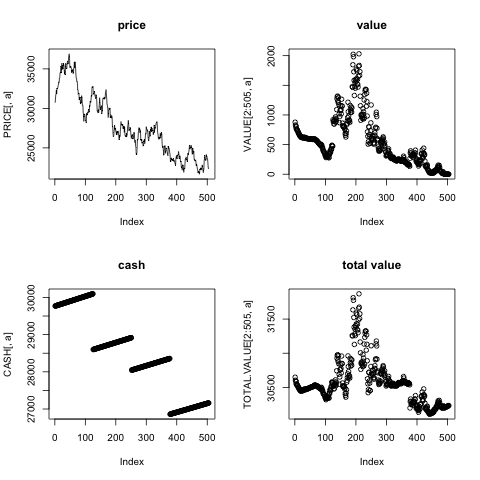 price
PRICE[, a]
25000 30000 35000
0 100 200 300 400 500
Index
value
VALUE[2:505, a]
0 500 1000 2000
0 100 200 300 400 500
Index
cash
CASH[, a]
27000 28000 29000 30000
0 100 200 300 400 500
Index
total value
TOTAL.VALUE[2:505, a]
30500 31500
0 100 200 300 400 500
Index